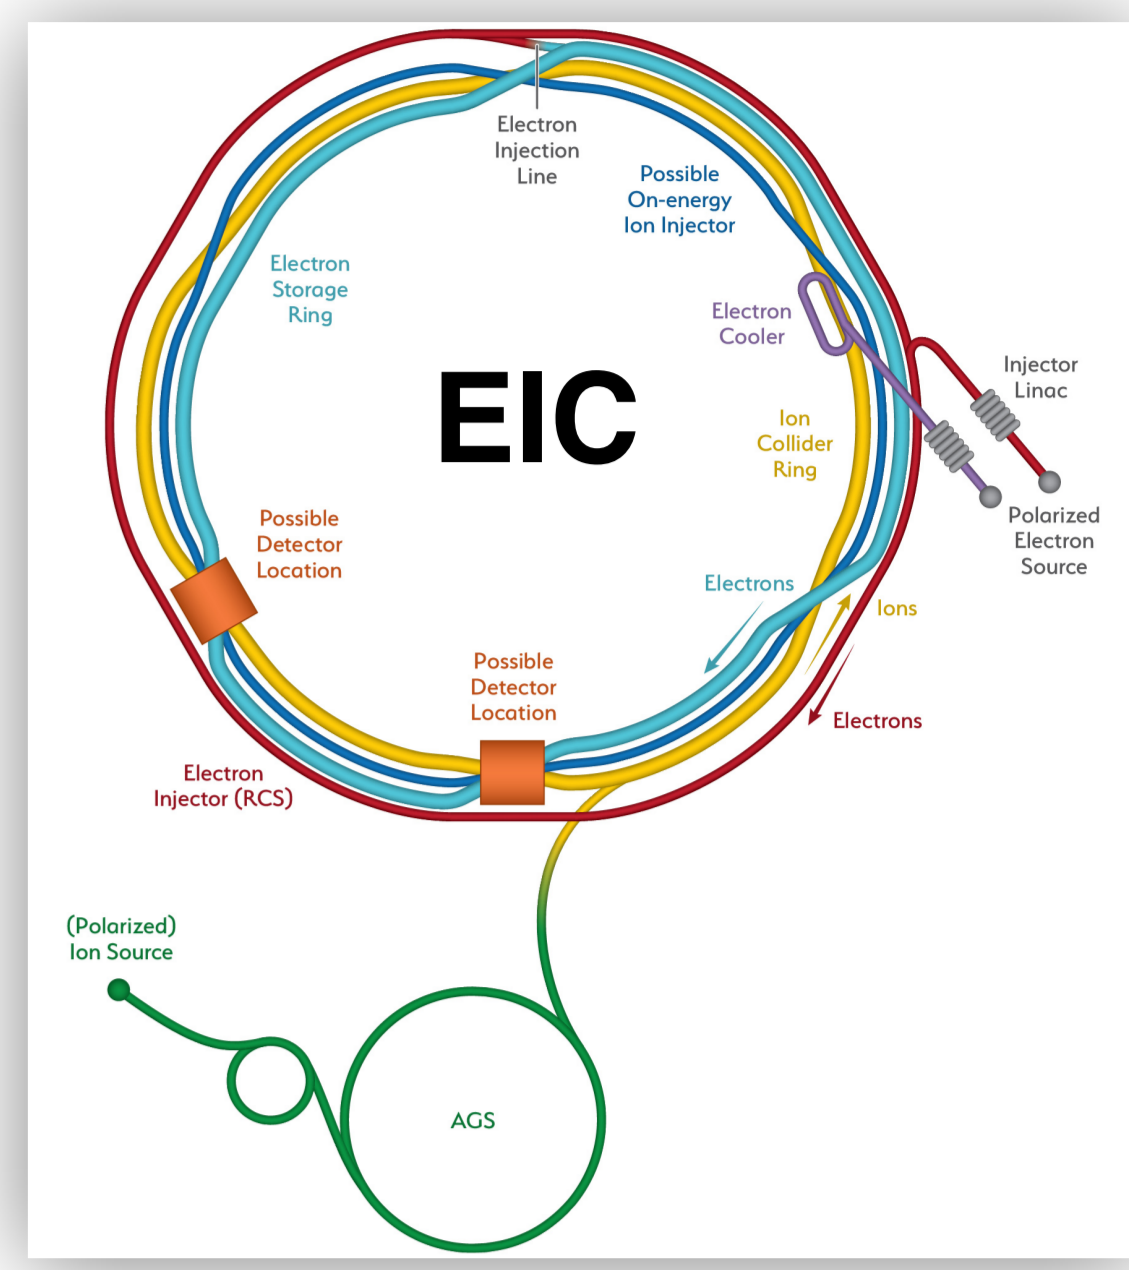 Electron
Injection
Line
Possible
On-energy
Ion Injector
Electron
Storage
Ring
Electron
Cooler
Injector
Linac
EIC
Ion
Collider
Ring
Polarized
Electron
Source
Possible
Detector
Location
Electrons
Ions
Possible
Detector
Location
Electrons
Electron
Injector (RCS)
(Polarized)
Ion Source
AGS